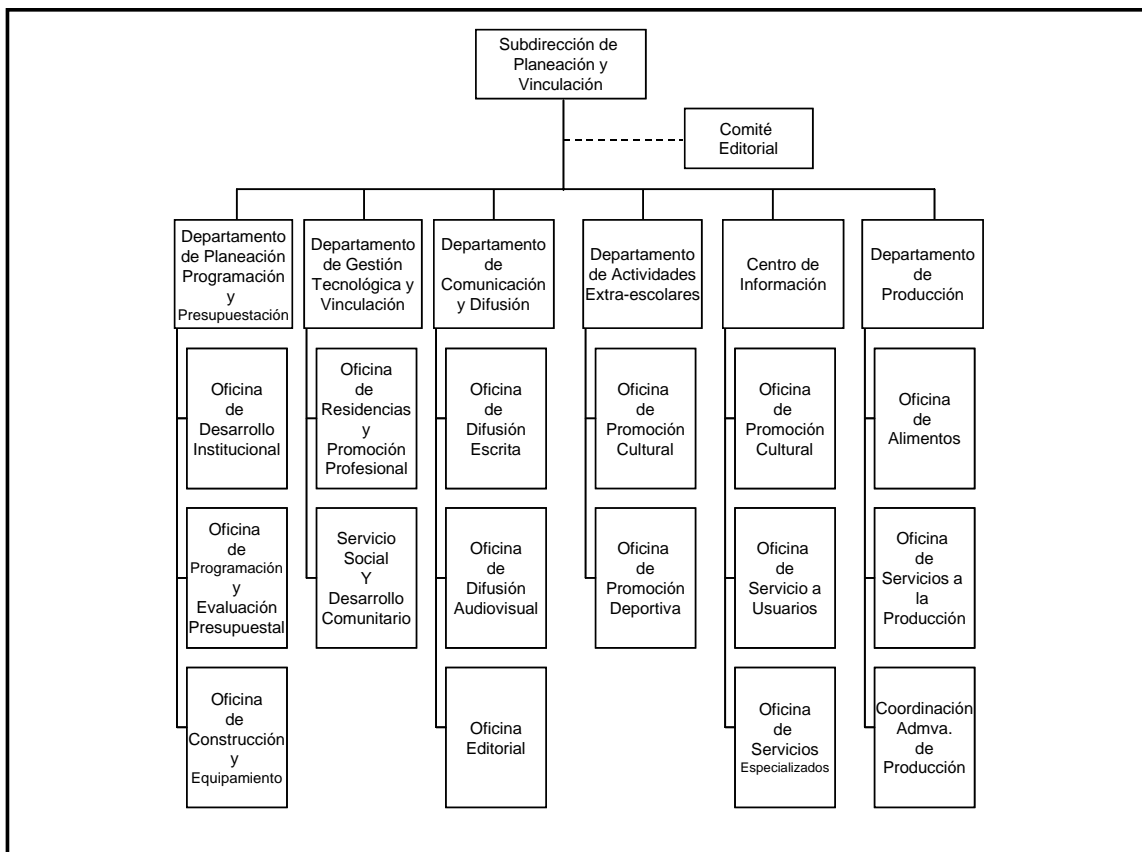 Subdirección de
Planeación y
Vinculación
Comité
Editorial
Departamento
de Planeación
Programación
y
Presupuestación
Departamento
de Gestión
Tecnológica y
Vinculación
Departamento
de
Comunicación
y Difusión
Departamento
de Actividades
Extra-escolares
Centro de
Información
Departamento
de
Producción
Oficina
de
Desarrollo
Institucional
Oficina
de
Residencias
y
Promoción
Profesional
Oficina
de
Difusión
Escrita
Oficina
de
Promoción
Cultural
Oficina
de
Promoción
Cultural
Oficina
de
Alimentos
Oficina
de
Programación
y
Evaluación
Presupuestal
Servicio
Social
Y
Desarrollo
Comunitario
Oficina
de
Difusión
Audiovisual
Oficina
de
Promoción
Deportiva
Oficina
de
Servicio a
Usuarios
Oficina
de
Servicios a
la
Producción
Oficina
de
Construcción
y
Equipamiento
Oficina
Editorial
Oficina
de
Servicios
Especializados
Coordinación
Admva.
de
Producción